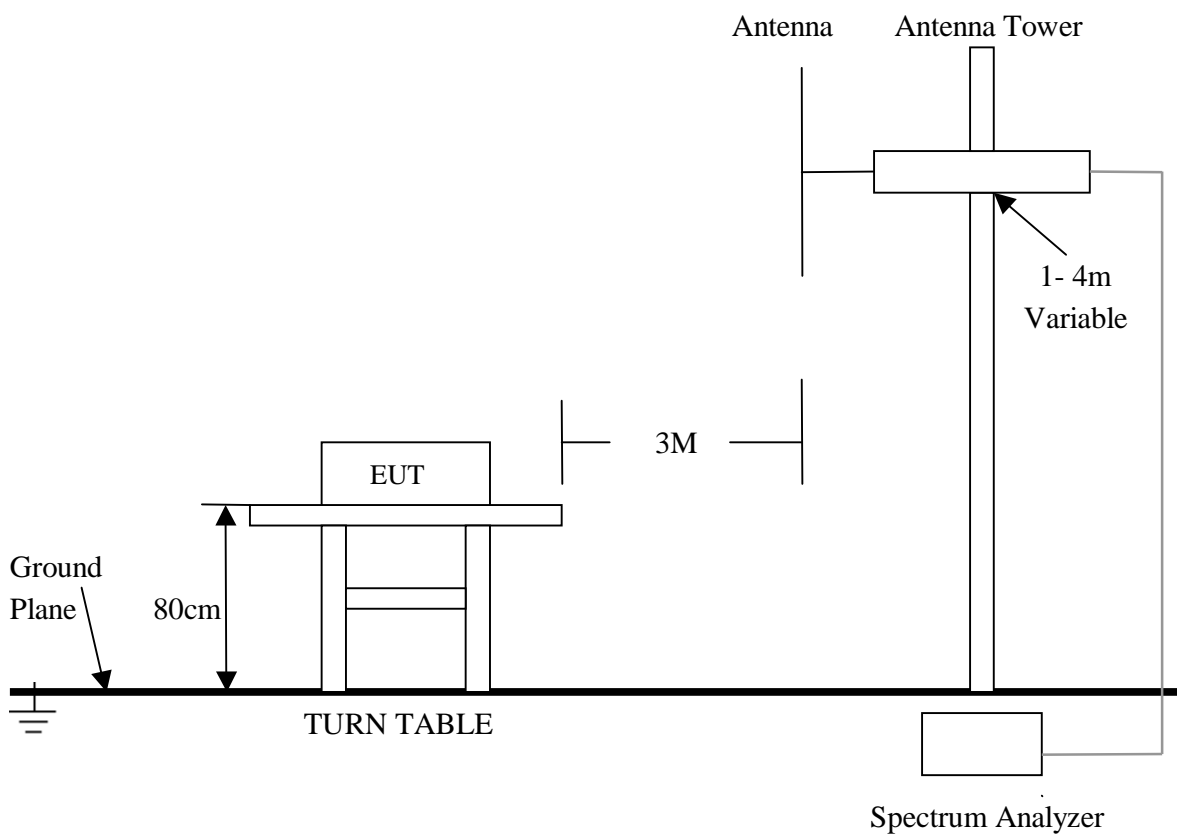 Antenna
Antenna Tower
1- 4m
Variable
3M
EUT
Ground
Plane
80cm
TURN TABLE
Spectrum Analyzer